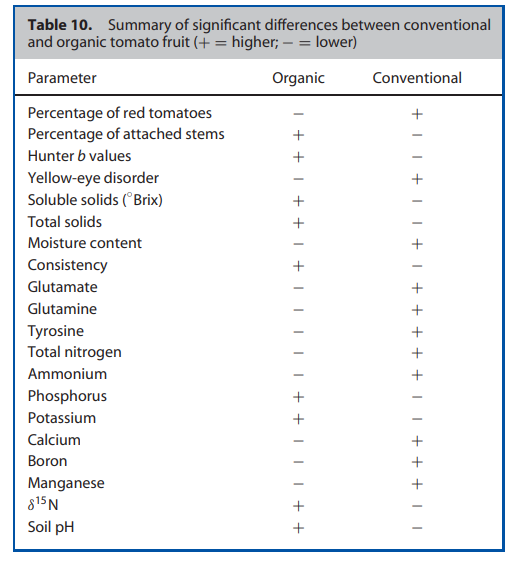 Table 10. Summary of significant differences between conventional
and organic tomato fruit (+ = higher; − = lower)
Parameter Organic Conventional
Percentage of red tomatoes − +
Percentage of attached stems + −
Hunter b values + −
Yellow-eye disorder − +
Soluble solids (°Brix) + −
Total solids + −
Moisture content − +
Consistency + −
Glutamate − +
Glutamine − +
Tyrosine − +
Total nitrogen − +
Ammonium − +
Phosphorus + −
Potassium + −
Calcium − +
Boron − +
Manganese − +
δ¹⁵N + −
Soil pH + −